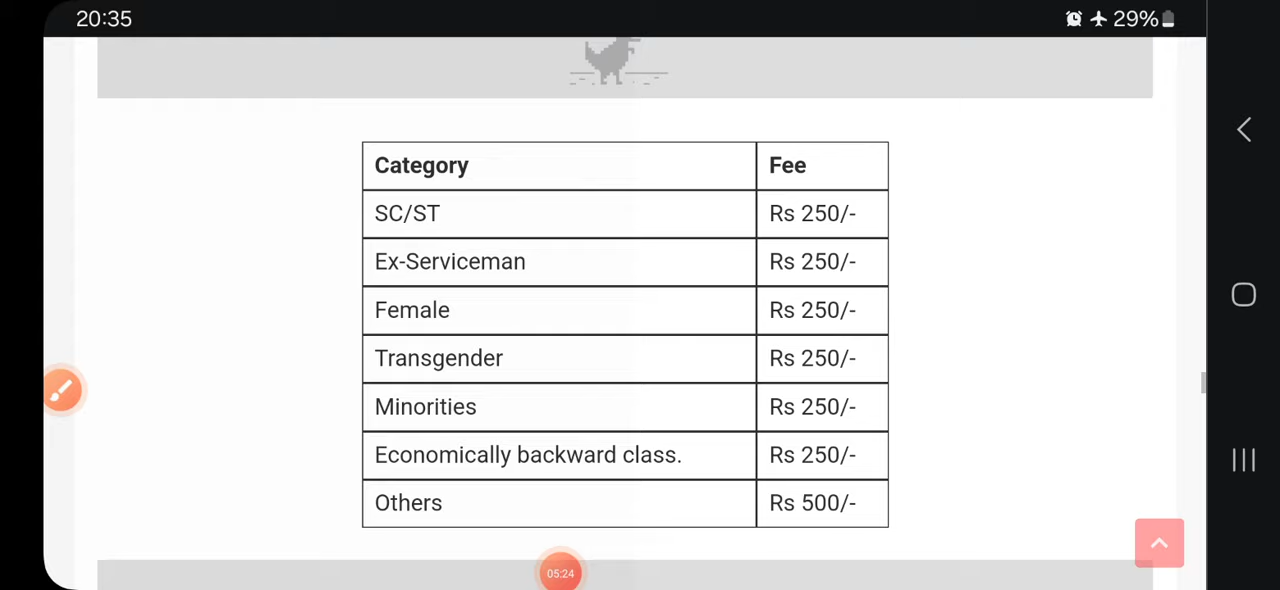 20:35 29%
Category Fee
SC/ST Rs 250/-
Ex-Serviceman Rs 250/-
Female Rs 250/-
Transgender Rs 250/-
Minorities Rs 250/-
Economically backward class. Rs 250/-
Others Rs 500/-
05:24